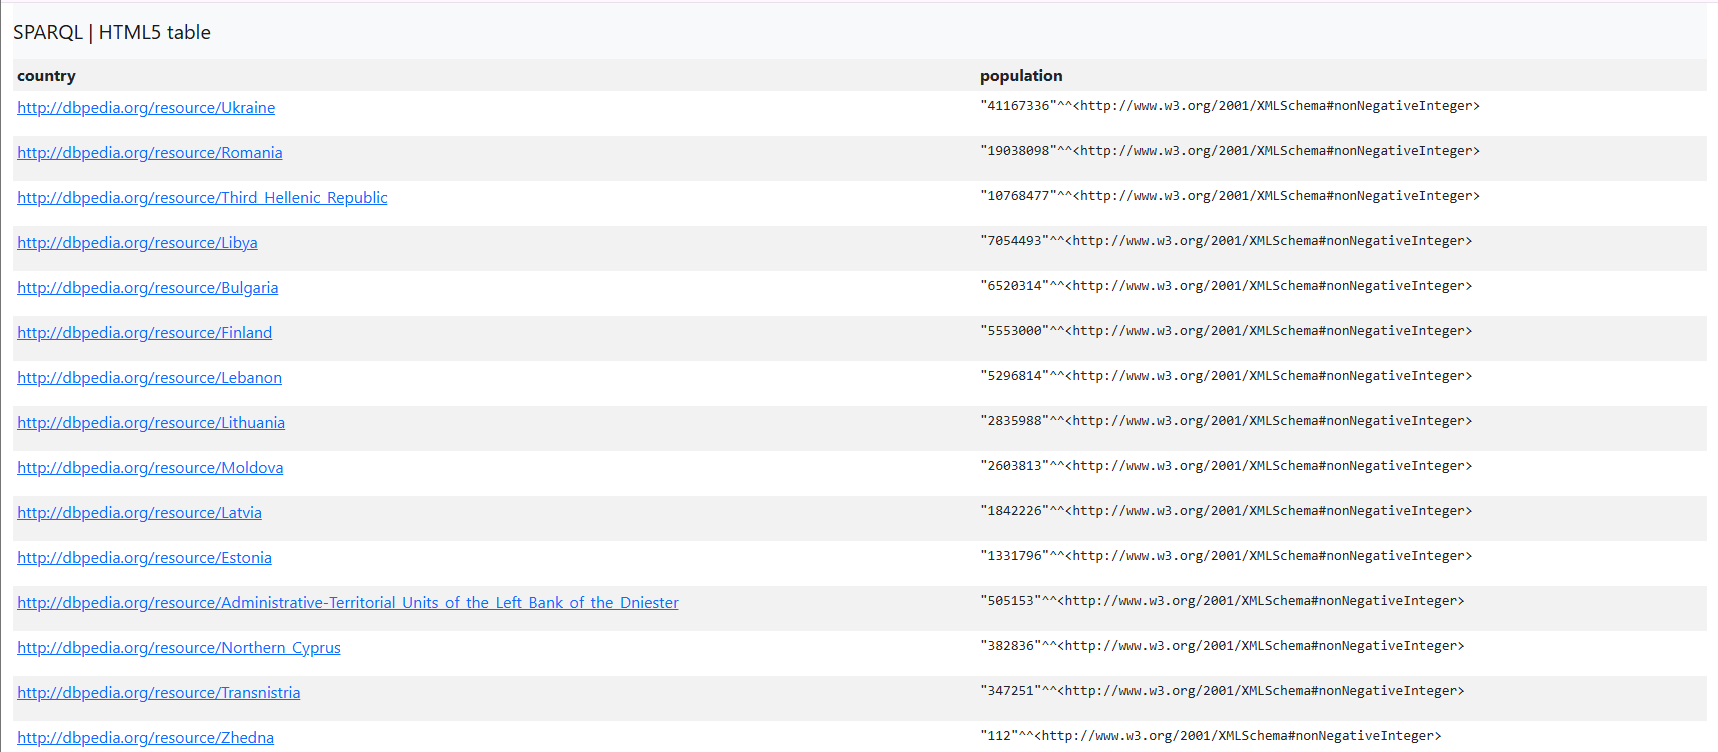 SPARQL | HTML5 table
country population
http://dbpedia.org/resource/Ukraine "41167336"^^<http://www.w3.org/2001/XMLSchema#nonNegativeInteger>
http://dbpedia.org/resource/Romania "19038098"^^<http://www.w3.org/2001/XMLSchema#nonNegativeInteger>
http://dbpedia.org/resource/Third_Hellenic_Republic "10768477"^^<http://www.w3.org/2001/XMLSchema#nonNegativeInteger>
http://dbpedia.org/resource/Libya "7054493"^^<http://www.w3.org/2001/XMLSchema#nonNegativeInteger>
http://dbpedia.org/resource/Bulgaria "6520314"^^<http://www.w3.org/2001/XMLSchema#nonNegativeInteger>
http://dbpedia.org/resource/Finland "5553000"^^<http://www.w3.org/2001/XMLSchema#nonNegativeInteger>
http://dbpedia.org/resource/Lebanon "5296814"^^<http://www.w3.org/2001/XMLSchema#nonNegativeInteger>
http://dbpedia.org/resource/Lithuania "2835988"^^<http://www.w3.org/2001/XMLSchema#nonNegativeInteger>
http://dbpedia.org/resource/Moldova "2603813"^^<http://www.w3.org/2001/XMLSchema#nonNegativeInteger>
http://dbpedia.org/resource/Latvia "1842226"^^<http://www.w3.org/2001/XMLSchema#nonNegativeInteger>
http://dbpedia.org/resource/Estonia "1331796"^^<http://www.w3.org/2001/XMLSchema#nonNegativeInteger>
http://dbpedia.org/resource/Administrative-Territorial_Units_of_the_Left_Bank_of_the_Dniester "505153"^^<http://www.w3.org/2001/XMLSchema#nonNegativeInteger>
http://dbpedia.org/resource/Northern_Cyprus "382836"^^<http://www.w3.org/2001/XMLSchema#nonNegativeInteger>
http://dbpedia.org/resource/Transnistria "347251"^^<http://www.w3.org/2001/XMLSchema#nonNegativeInteger>
http://dbpedia.org/resource/Zhedna "112"^^<http://www.w3.org/2001/XMLSchema#nonNegativeInteger>